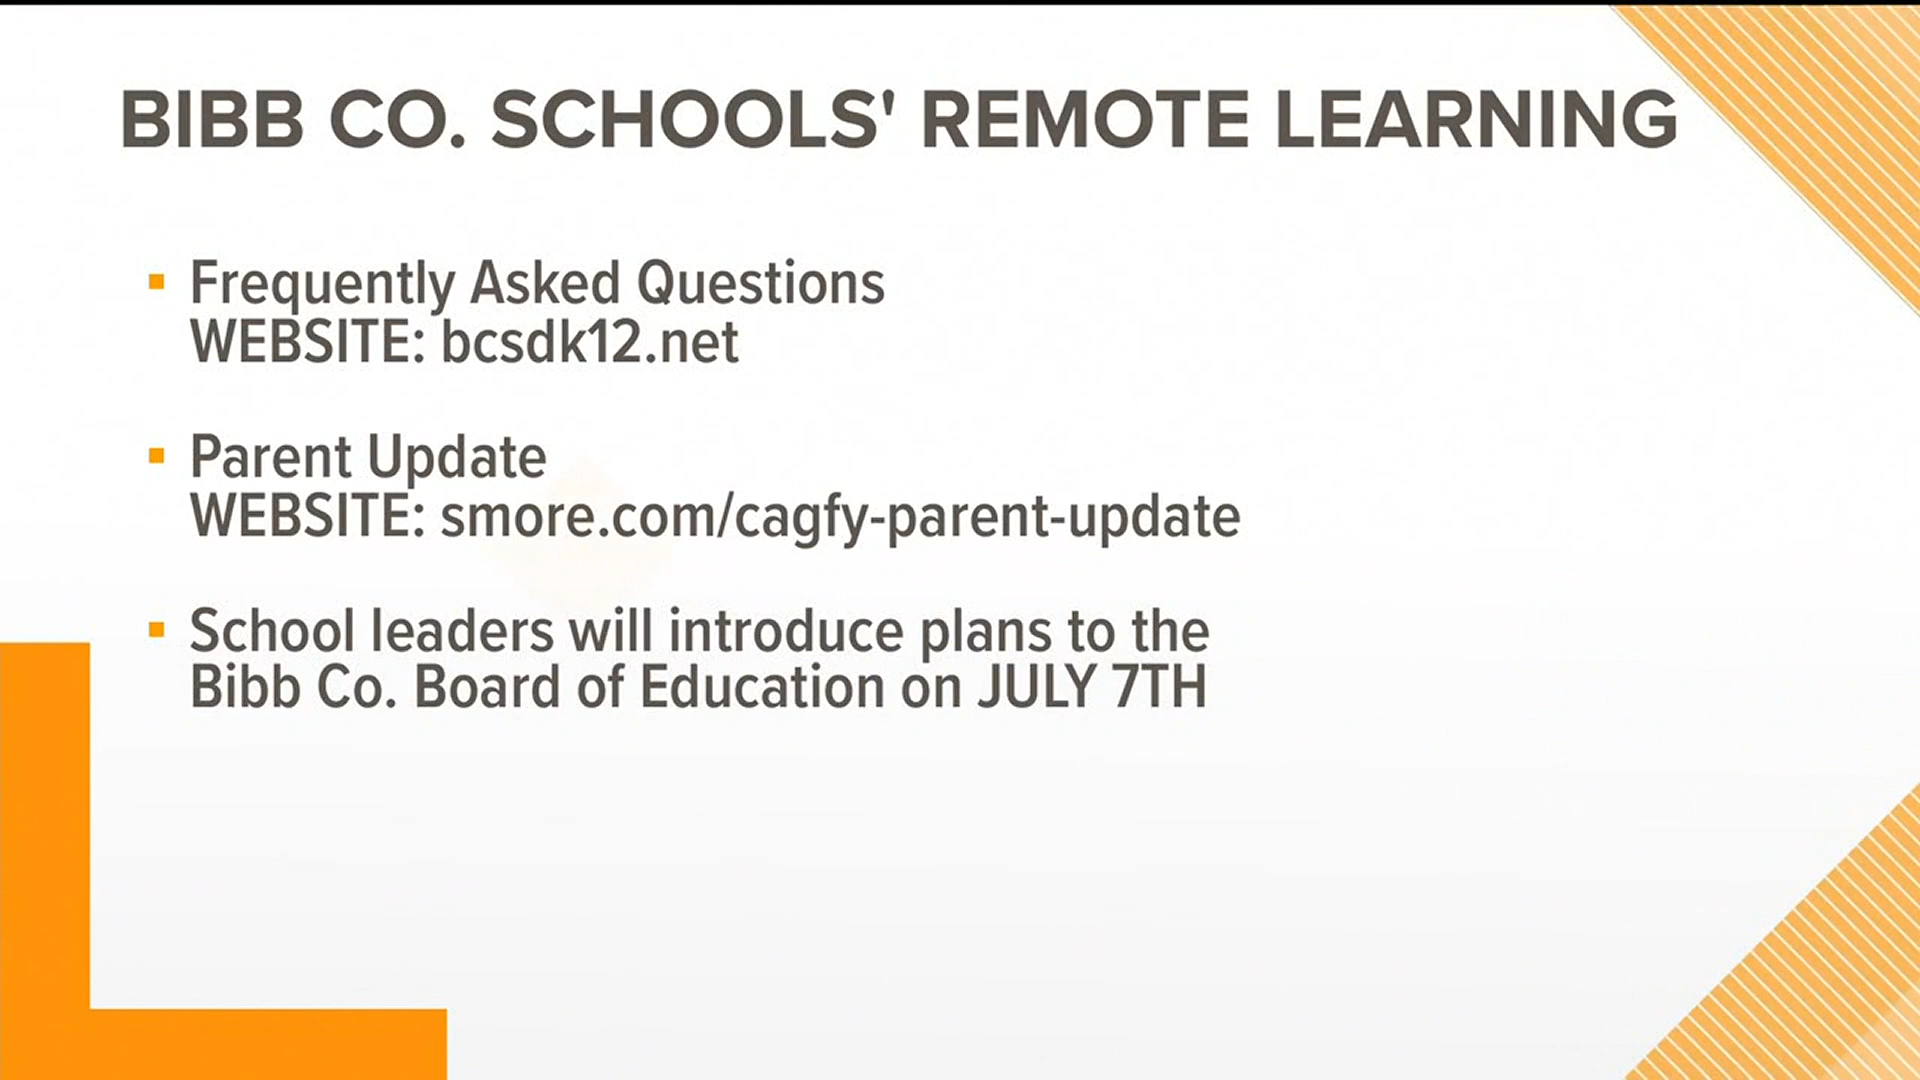 BIBB CO. SCHOOLS' REMOTE LEARNING
Frequently Asked Questions
WEBSITE: bcsdk12.net
Parent Update
WEBSITE: smore.com/cagfy-parent-update
School leaders will introduce plans to the
Bibb Co. Board of Education on JULY 7TH